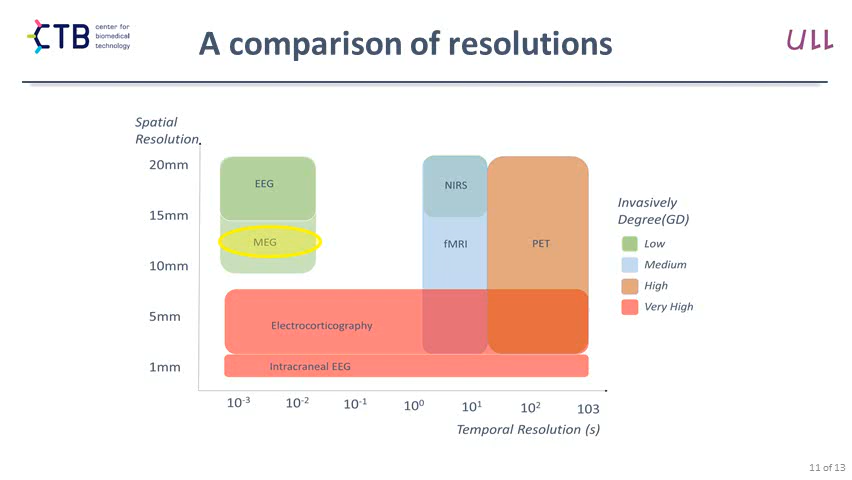 CTB
center for
biomedical
technology
A comparison of resolutions
ULL
Spatial
Resolution
20mm
15mm
10mm
5mm
1mm
EEG
MEG
NIRS
fMRI
PET
Electrocorticography
Intracraneal EEG
10⁻³ 10⁻² 10⁻¹ 10⁰ 10¹ 10² 103
Temporal Resolution (s)
Invasively
Degree(GD)
Low
Medium
High
Very High
11 of 13